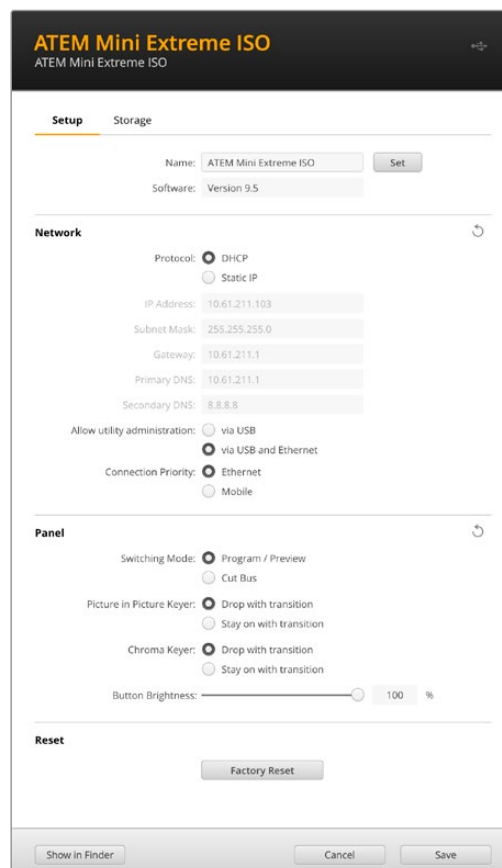 ATEM Mini Extreme ISO
ATEM Mini Extreme ISO
Setup Storage
Name: ATEM Mini Extreme ISO Set
Software: Version 9.5
Network
Protocol: DHCP
Static IP
IP Address: 10.61.211.103
Subnet Mask: 255.255.255.0
Gateway: 10.61.211.1
Primary DNS: 10.61.211.1
Secondary DNS: 8.8.8.8
Allow utility administration: via USB
via USB and Ethernet
Connection Priority: Ethernet
Mobile
Panel
Switching Mode: Program / Preview
Cut Bus
Picture in Picture Keyer: Drop with transition
Stay on with transition
Chroma Keyer: Drop with transition
Stay on with transition
Button Brightness: 100 %
Reset
Factory Reset
Show in Finder Cancel Save